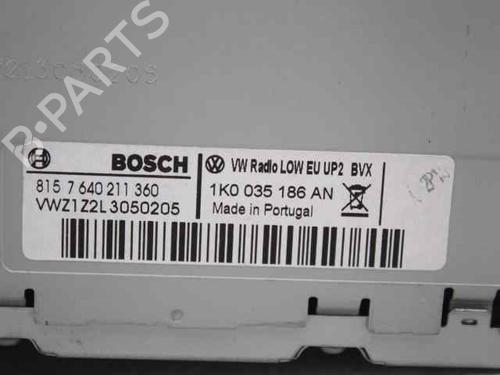 BOSCH
VW Radio LOW EU UP2 BVX
815 7 640 211 360
1K0 035 186 AN
VWZ1Z2L3050205
Made in Portugal
B-PARTS